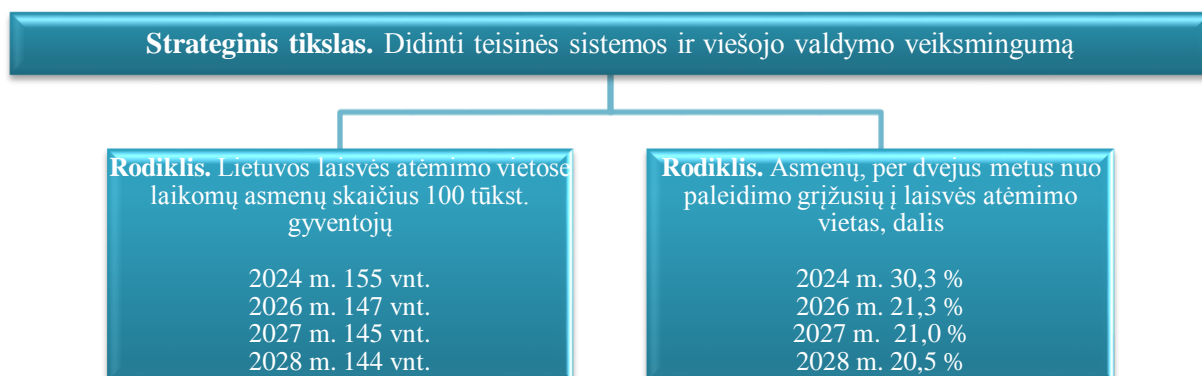 Strateginis tikslas. Didinti teisinės sistemos ir viešojo valdymo veiksmingumą
Rodiklis. Lietuvos laisvės atėmimo vietose
laikomų asmenų skaičius 100 tūkst.
gyventojų
2024 m. 155 vnt.
2026 m. 147 vnt.
2027 m. 145 vnt.
2028 m. 144 vnt.
Rodiklis. Asmenų, per dvejus metus nuo
paleidimo grįžusių į laisvės atėmimo
vietas, dalis
2024 m. 30,3 %
2026 m. 21,3 %
2027 m. 21,0 %
2028 m. 20,5 %